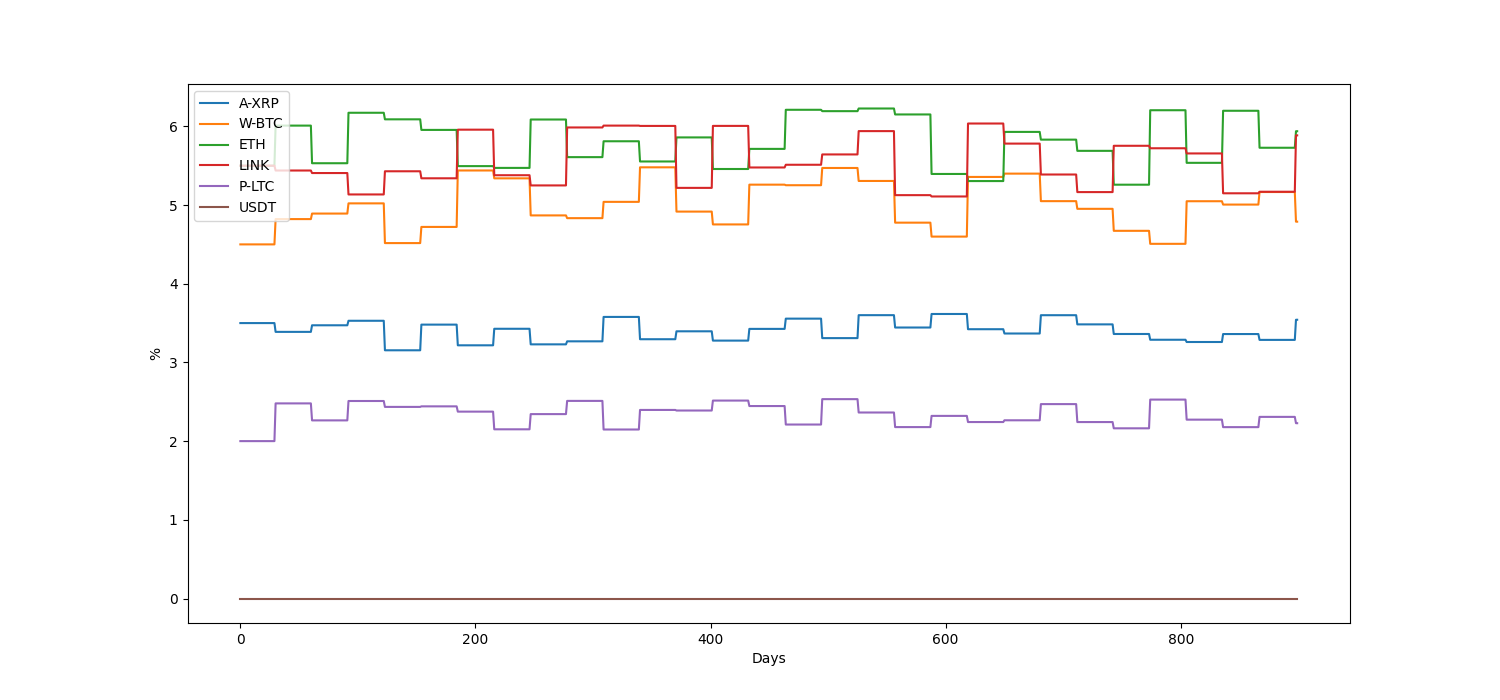 A-XRP
W-BTC
ETH
LINK
P-LTC
USDT
6
5
4
3
2
1
0
%
0 200 400 600 800
Days